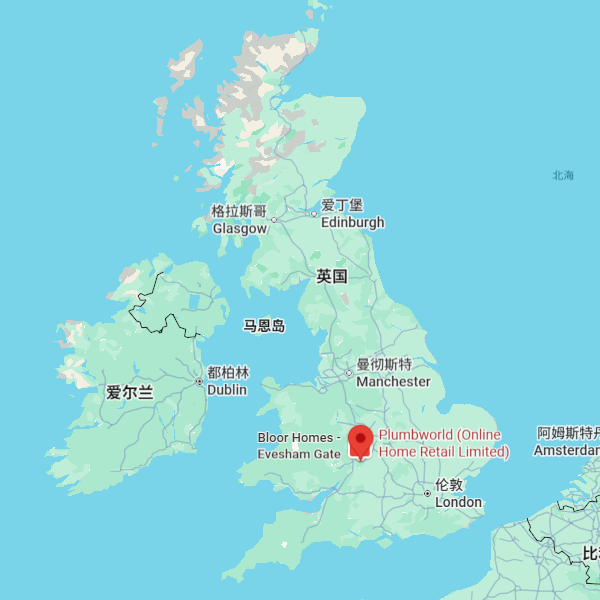 北海
格拉斯哥
Glasgow
爱丁堡
Edinburgh
英国
马恩岛
都柏林
Dublin
爱尔兰
曼彻斯特
Manchester
Bloor Homes -
Evesham Gate
Plumbworld (Online
Home Retail Limited)
阿姆斯特丹
Amsterdam
伦敦
London
比